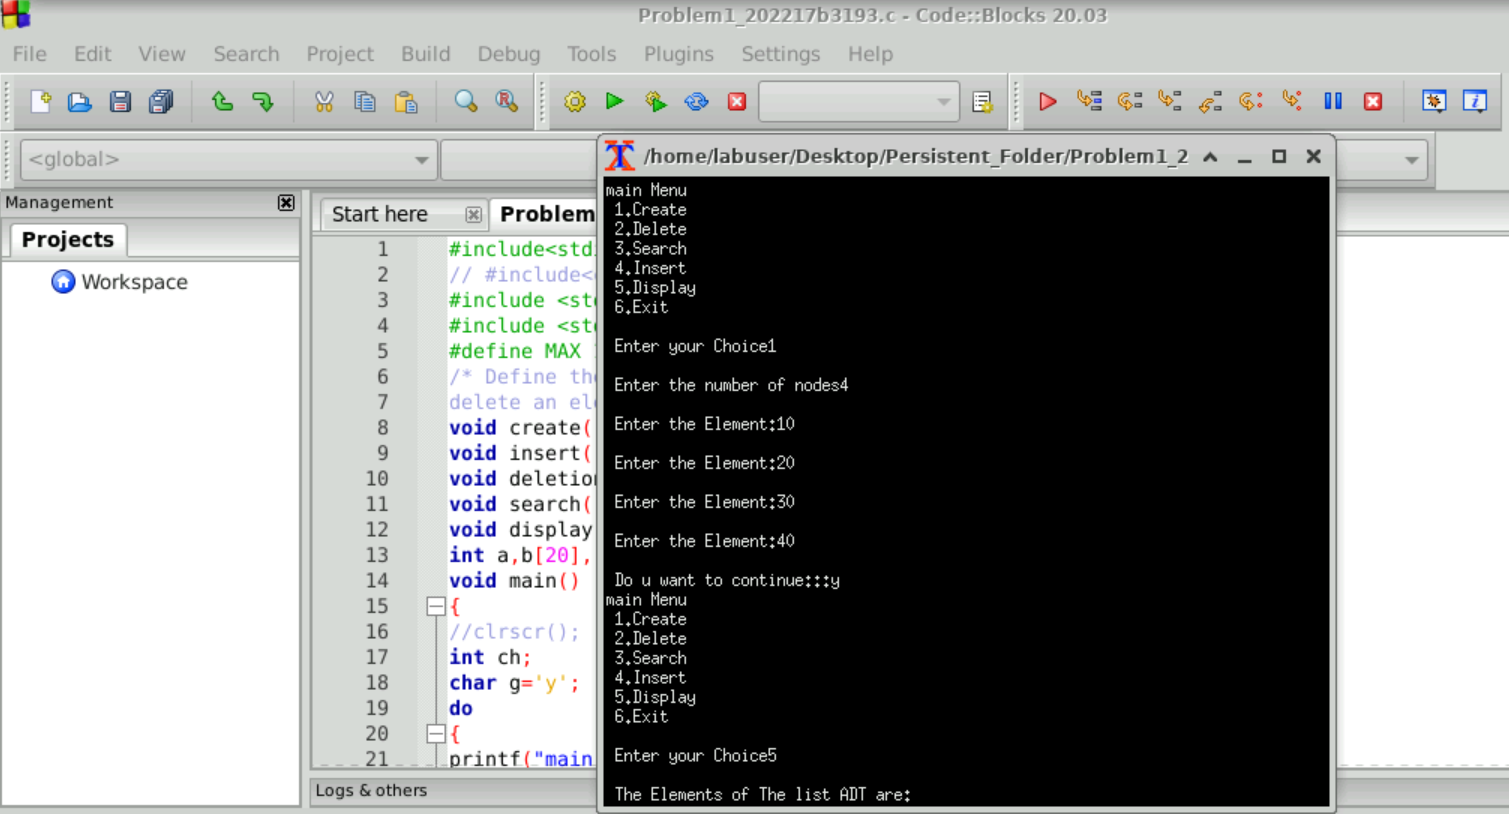 Problem1_202217b3193.c - Code::Blocks 20.03
File Edit View Search Project Build Debug Tools Plugins Settings Help
<global>
Management
Projects
Workspace
Start here
Problem
1 #include<std
2 // #include<
3 #include <st
4 #include <st
5 #define MAX
6 /* Define th
7 delete an el
8 void create(
9 void insert(
10 void deletio
11 void search(
12 void display
13 int a,b[20],
14 void main()
15 {
16 //clrscr();
17 int ch;
18 char g='y';
19 do
20 {
21 printf("main
Logs & others
/home/labuser/Desktop/Persistent_Folder/Problem1_2
main Menu
1.Create
2.Delete
3.Search
4.Insert
5.Display
6.Exit
Enter your Choice1
Enter the number of nodes4
Enter the Element:10
Enter the Element:20
Enter the Element:30
Enter the Element:40
Do u want to continue:::y
main Menu
1.Create
2.Delete
3.Search
4.Insert
5.Display
6.Exit
Enter your Choice5
The Elements of The list ADT are: